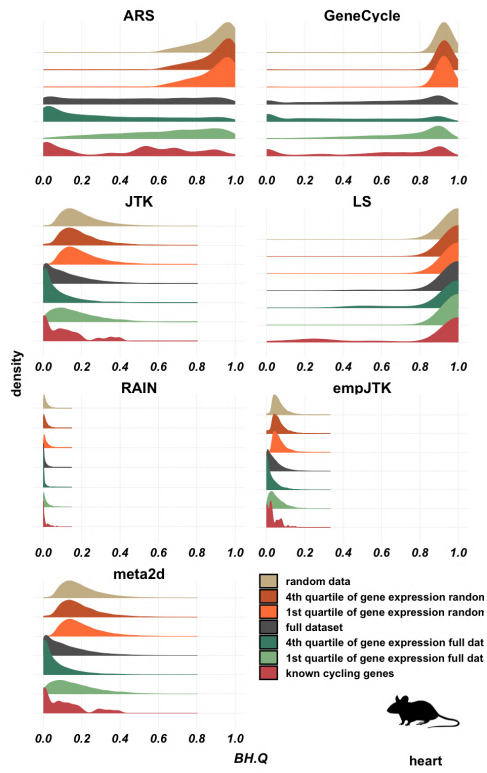 ARS GeneCycle
0.0 0.2 0.4 0.6 0.8 1.0 0.0 0.2 0.4 0.6 0.8 1.0
JTK LS
0.0 0.2 0.4 0.6 0.8 1.0 0.0 0.2 0.4 0.6 0.8 1.0
density
RAIN empJTK
0.0 0.2 0.4 0.6 0.8 1.0 0.0 0.2 0.4 0.6 0.8 1.0
meta2d
random data
4th quartile of gene expression random
1st quartile of gene expression random
full dataset
4th quartile of gene expression full dat
1st quartile of gene expression full dat
known cycling genes
0.0 0.2 0.4 0.6 0.8 1.0
BH.Q
heart